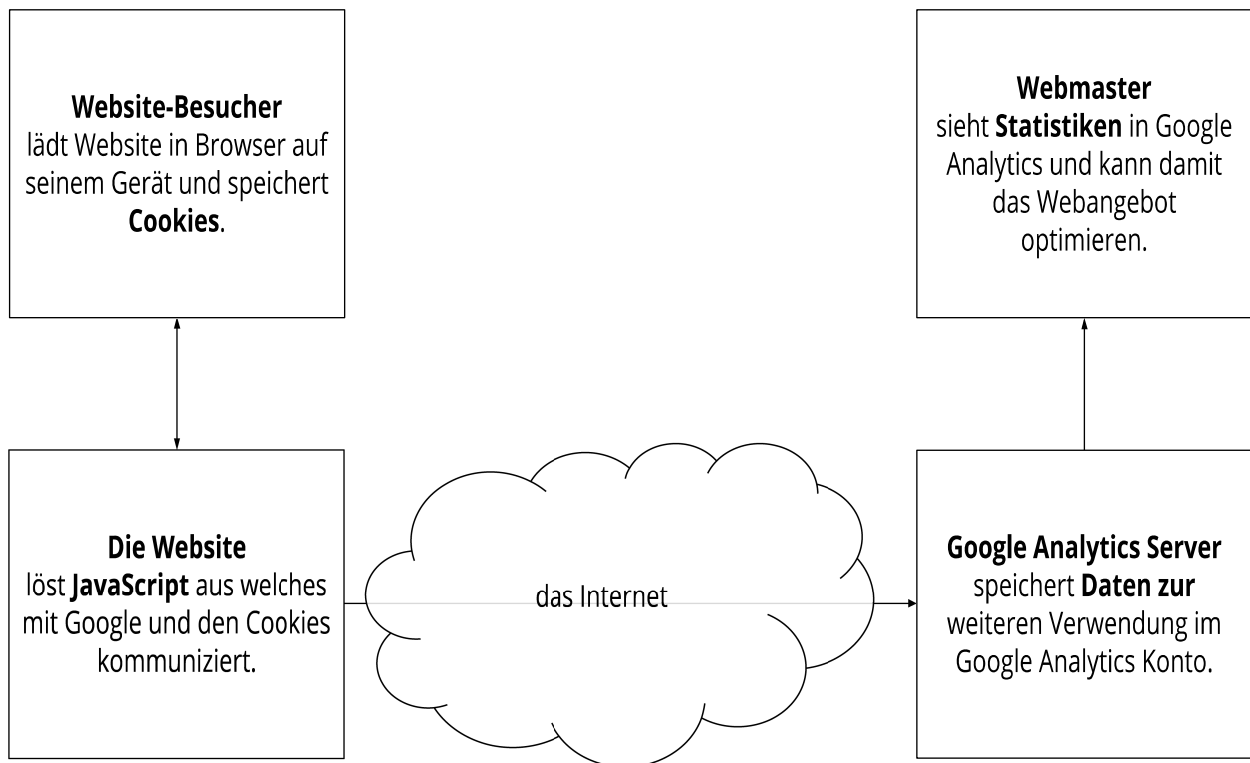 Website-Besucher
lädt Website in Browser auf
seinem Gerät und speichert
Cookies.
Webmaster
sieht Statistiken in Google
Analytics und kann damit
das Webangebot
optimieren.
Die Website
löst JavaScript aus welches
mit Google und den Cookies
kommuniziert.
das Internet
Google Analytics Server
speichert Daten zur
weiteren Verwendung im
Google Analytics Konto.